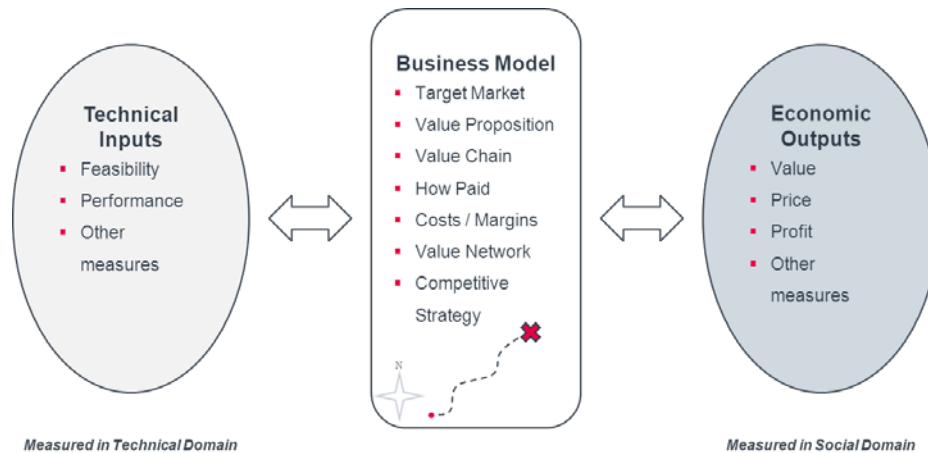 Technical
Inputs
Feasibility
Performance
Other
measures
Measured in Technical Domain
Business Model
Target Market
Value Proposition
Value Chain
How Paid
Costs / Margins
Value Network
Competitive
Strategy
N
Economic
Outputs
Value
Price
Profit
Other
measures
Measured in Social Domain